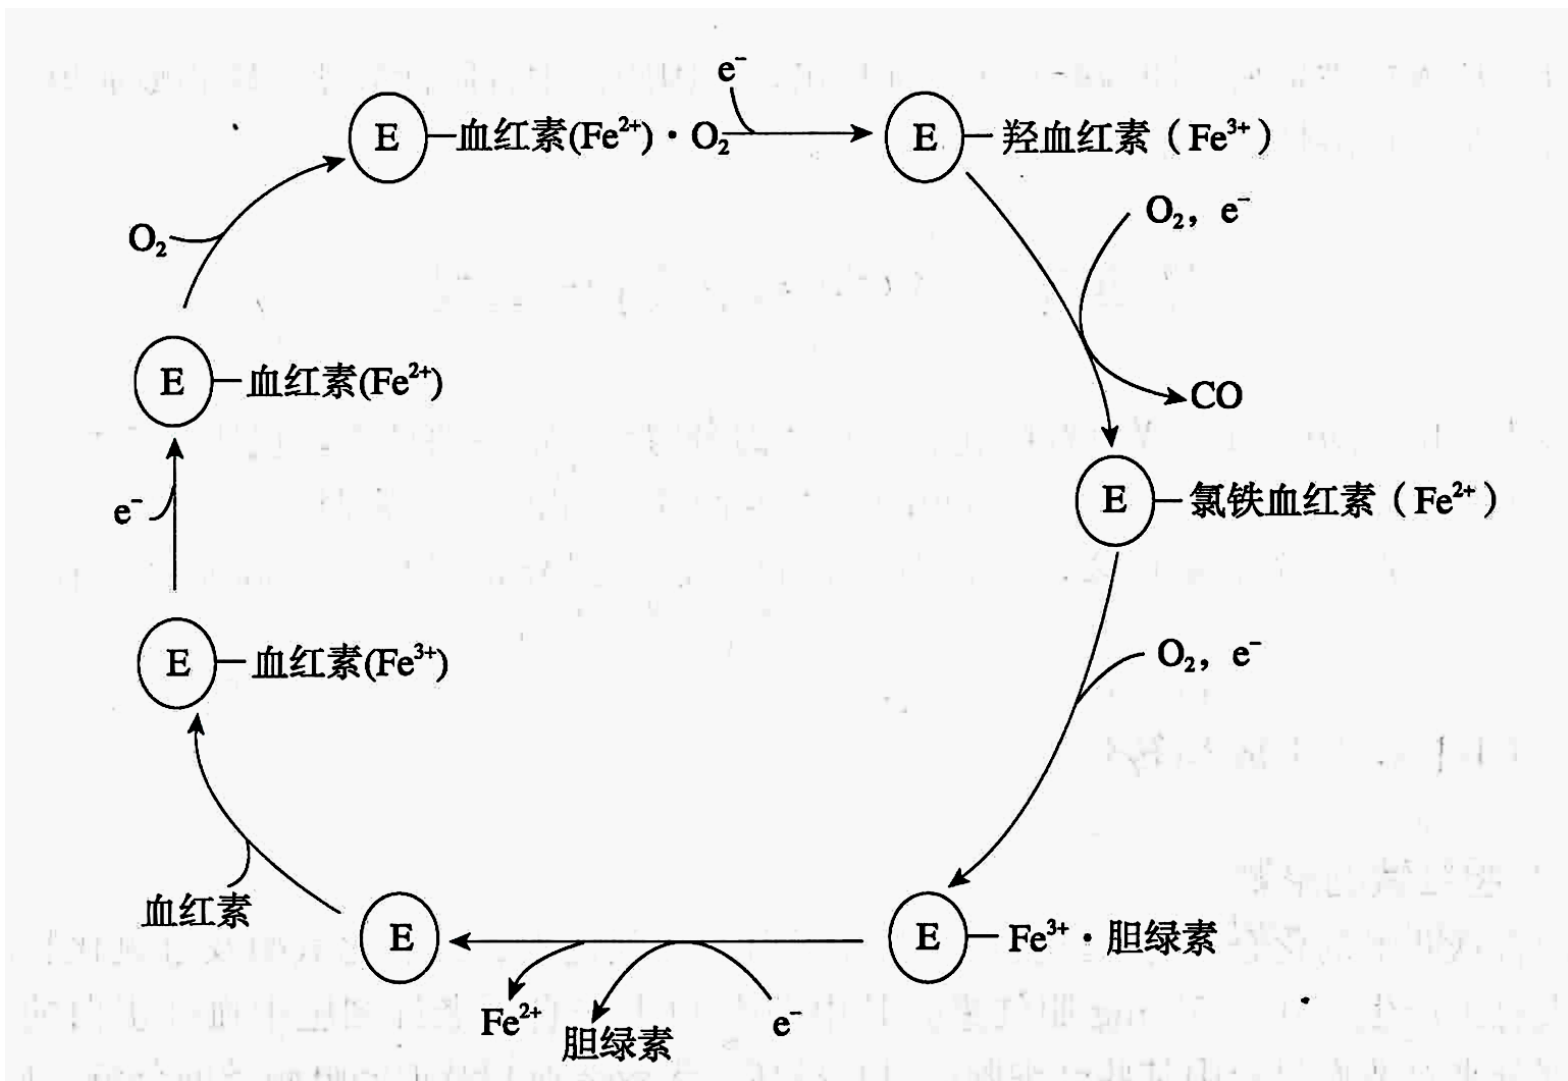 e⁻
E 血红素(Fe²⁺)・O₂
E 羟血红素（Fe³⁺）
O₂，e⁻
O₂
CO
E 血红素(Fe²⁺)
E 氯铁血红素（Fe²⁺）
e⁻
E 血红素(Fe³⁺)
O₂，e⁻
血红素
E
E Fe³⁺・胆绿素
Fe²⁺
胆绿素
e⁻